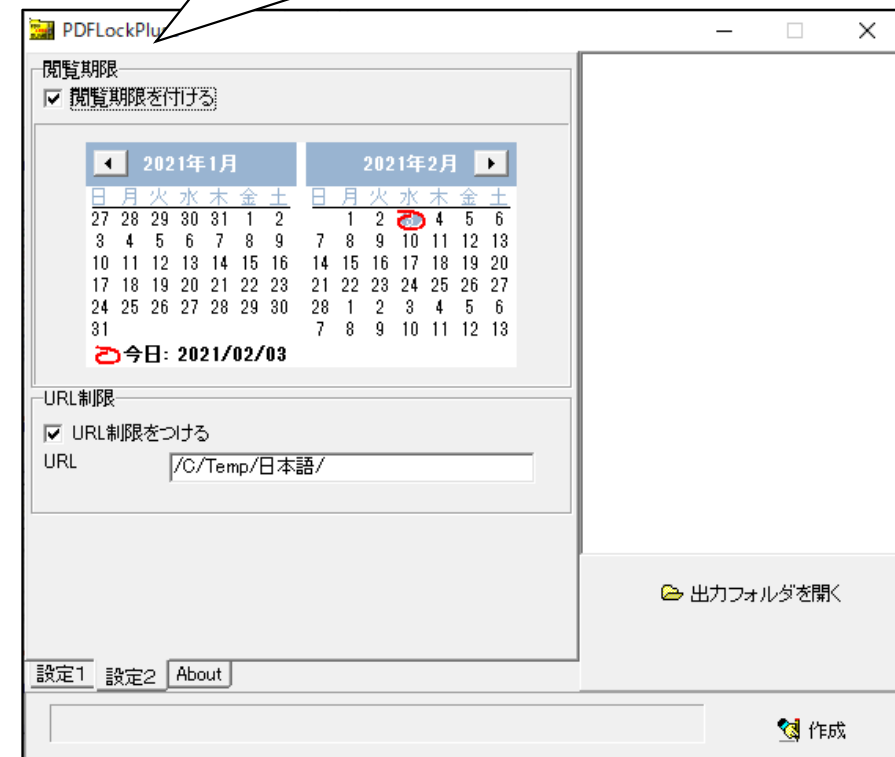 PDFLockPlus
閲覧期限
閲覧期限を付ける
2021年1月 2021年2月
日 月 火 水 木 金 土 日 月 火 水 木 金 土
27 28 29 30 31 1 2 1 2 3 4 5 6
3 4 5 6 7 8 9 7 8 9 10 11 12 13
10 11 12 13 14 15 16 14 15 16 17 18 19 20
17 18 19 20 21 22 23 21 22 23 24 25 26 27
24 25 26 27 28 29 30 28 1 2 3 4 5 6
31 7 8 9 10 11 12 13
今日: 2021/02/03
URL制限
URL制限をつける
URL /C/Temp/日本語/
出力フォルダを開く
設定1 設定2 About
作成